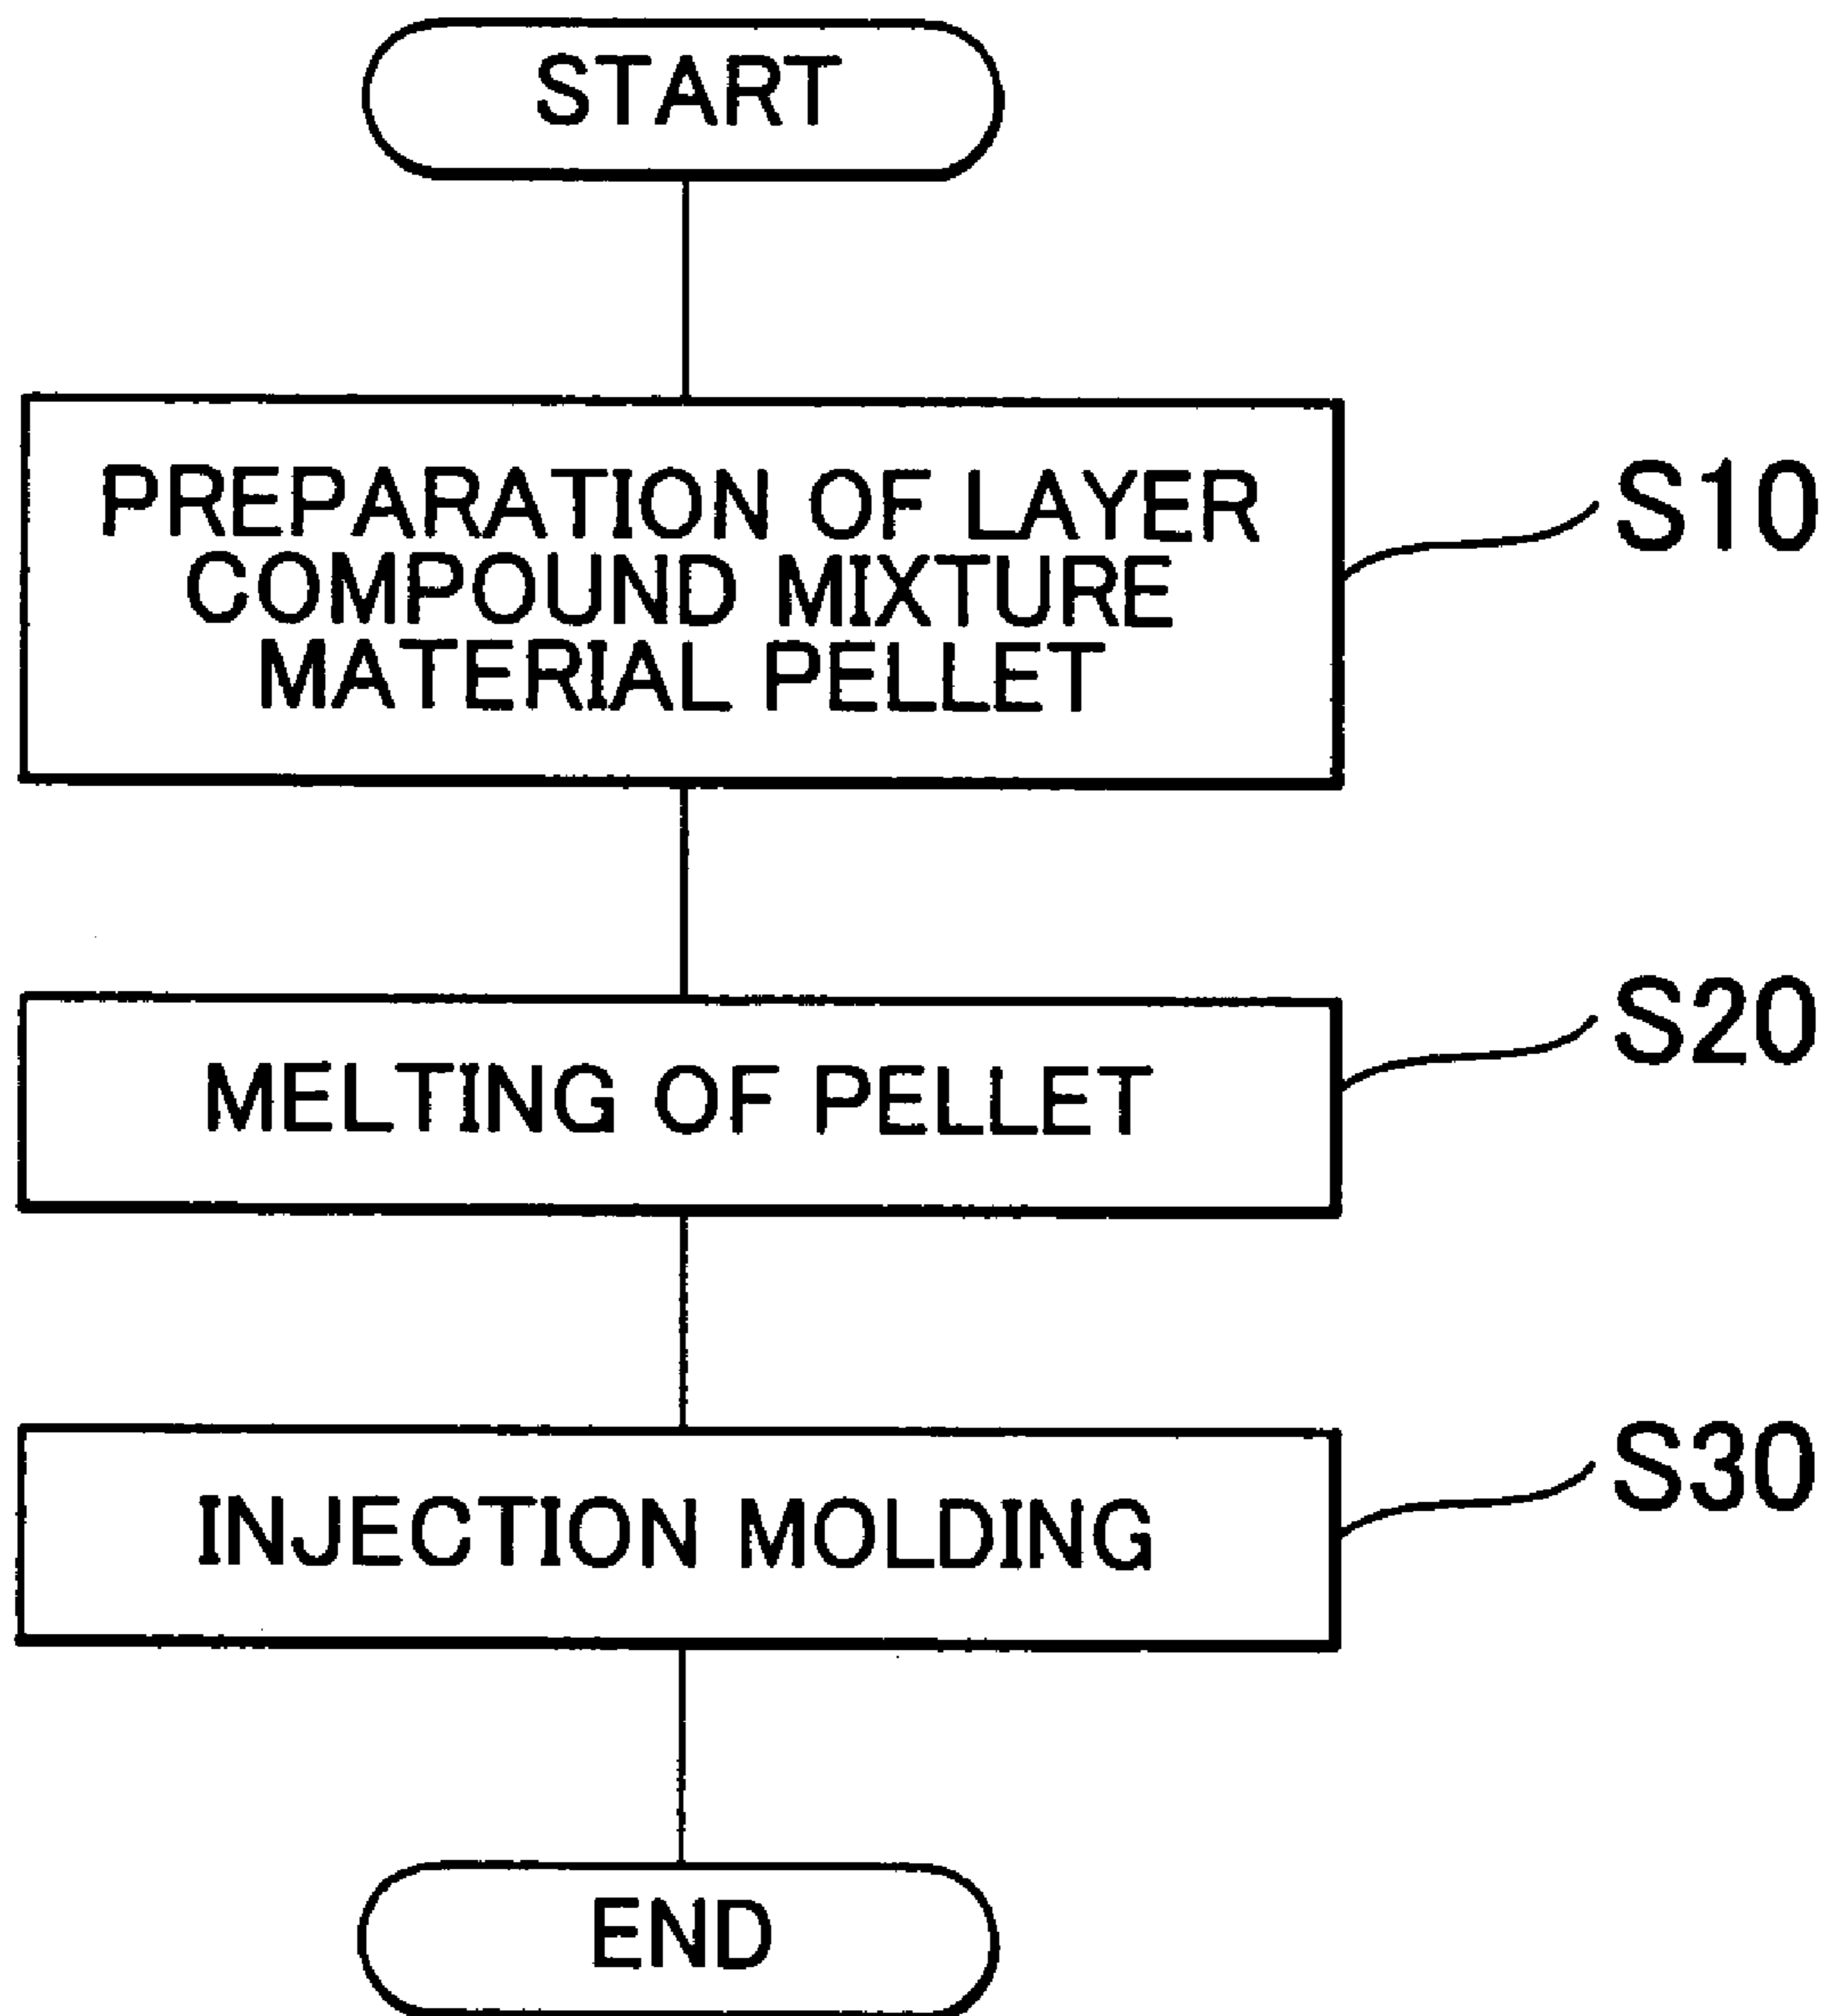 START
PREPARATION OF LAYER
COMPOUND MIXTURE
MATERIAL PELLET
S10
MELTING OF PELLET
S20
INJECTION MOLDING
S30
END